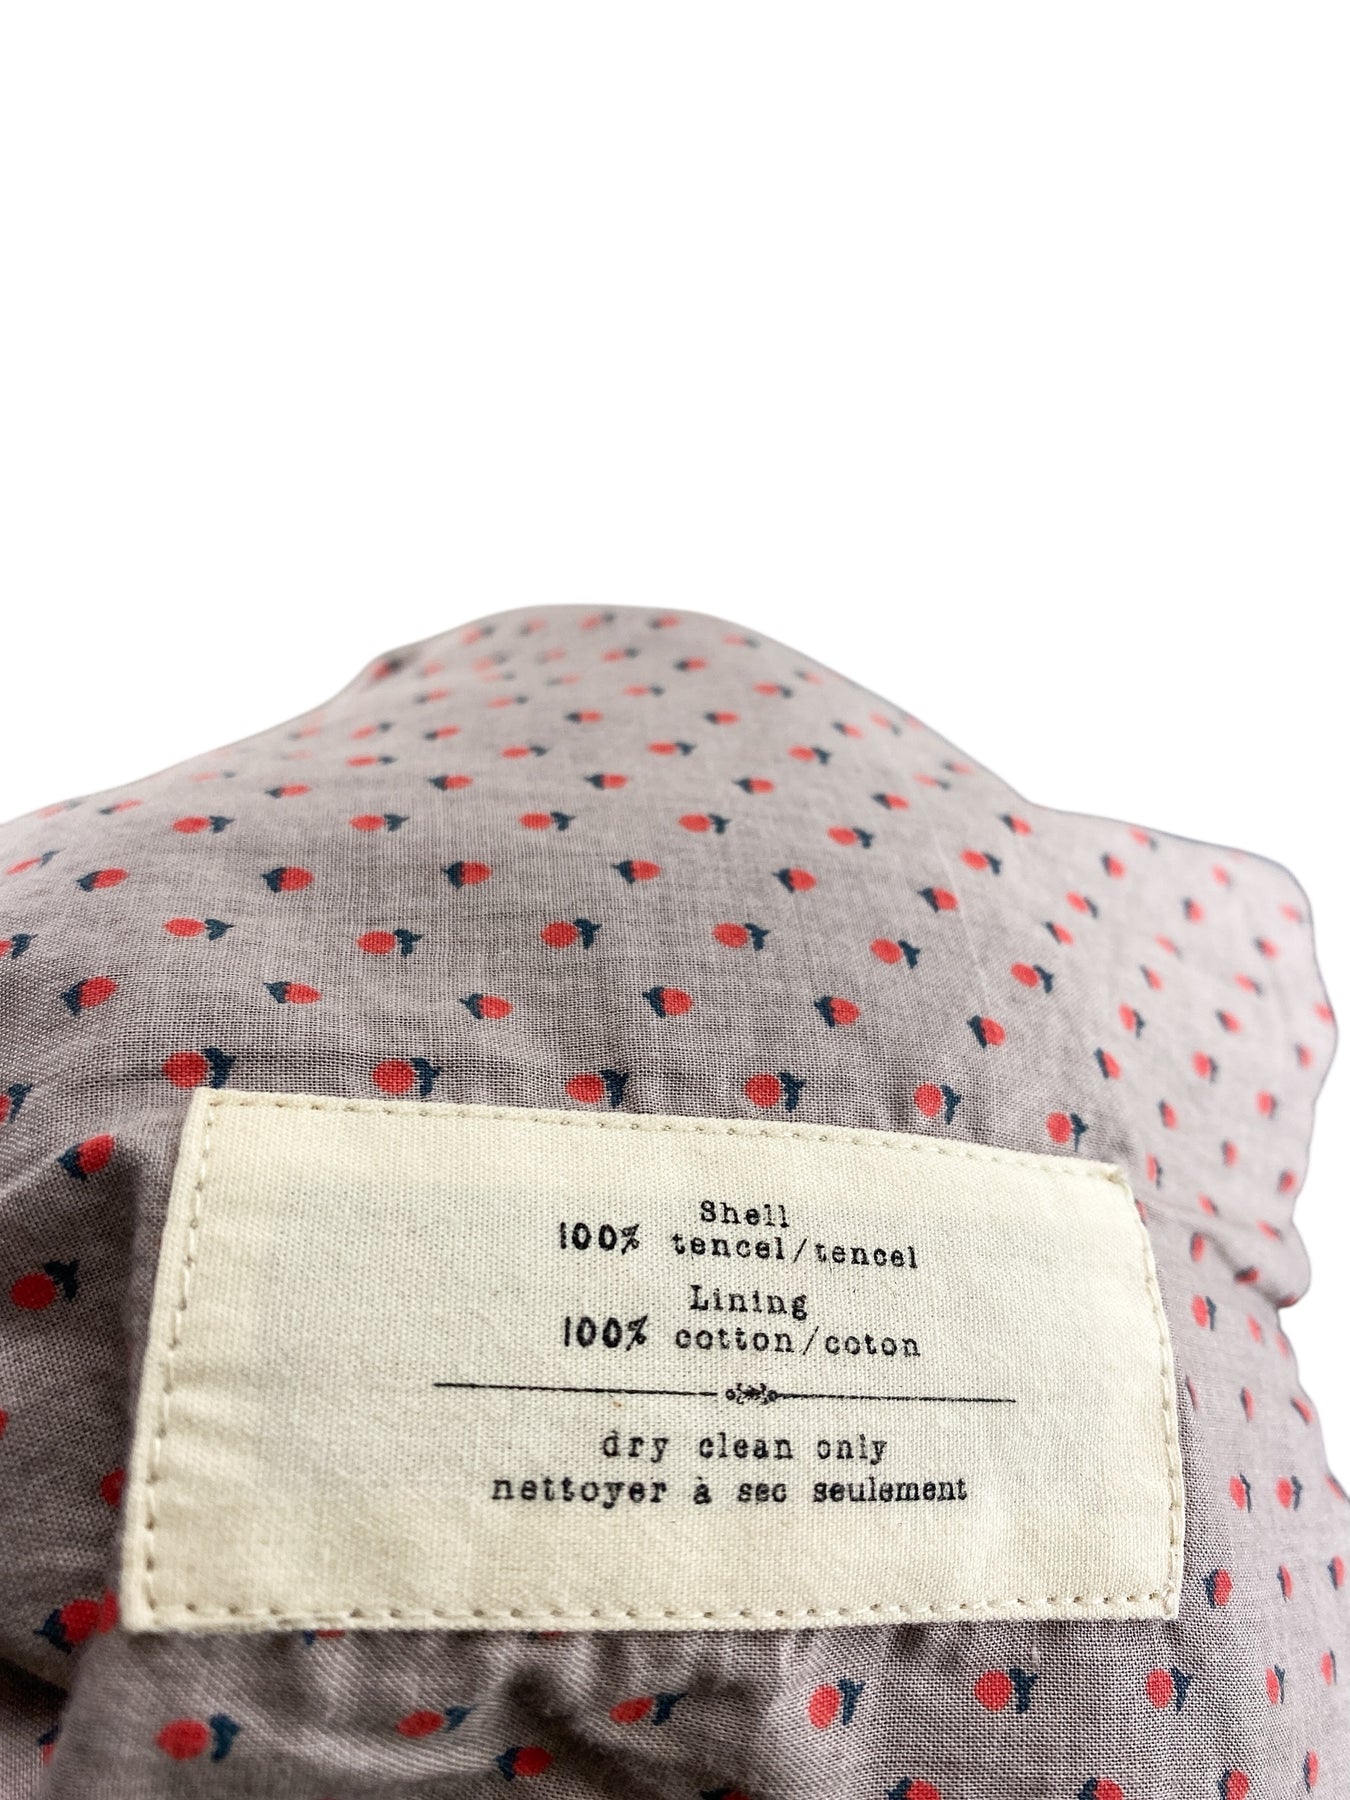 Shell
100% tencel/tencel
Lining
100% cotton/coton
dry clean only
nettoyer à sec seulement